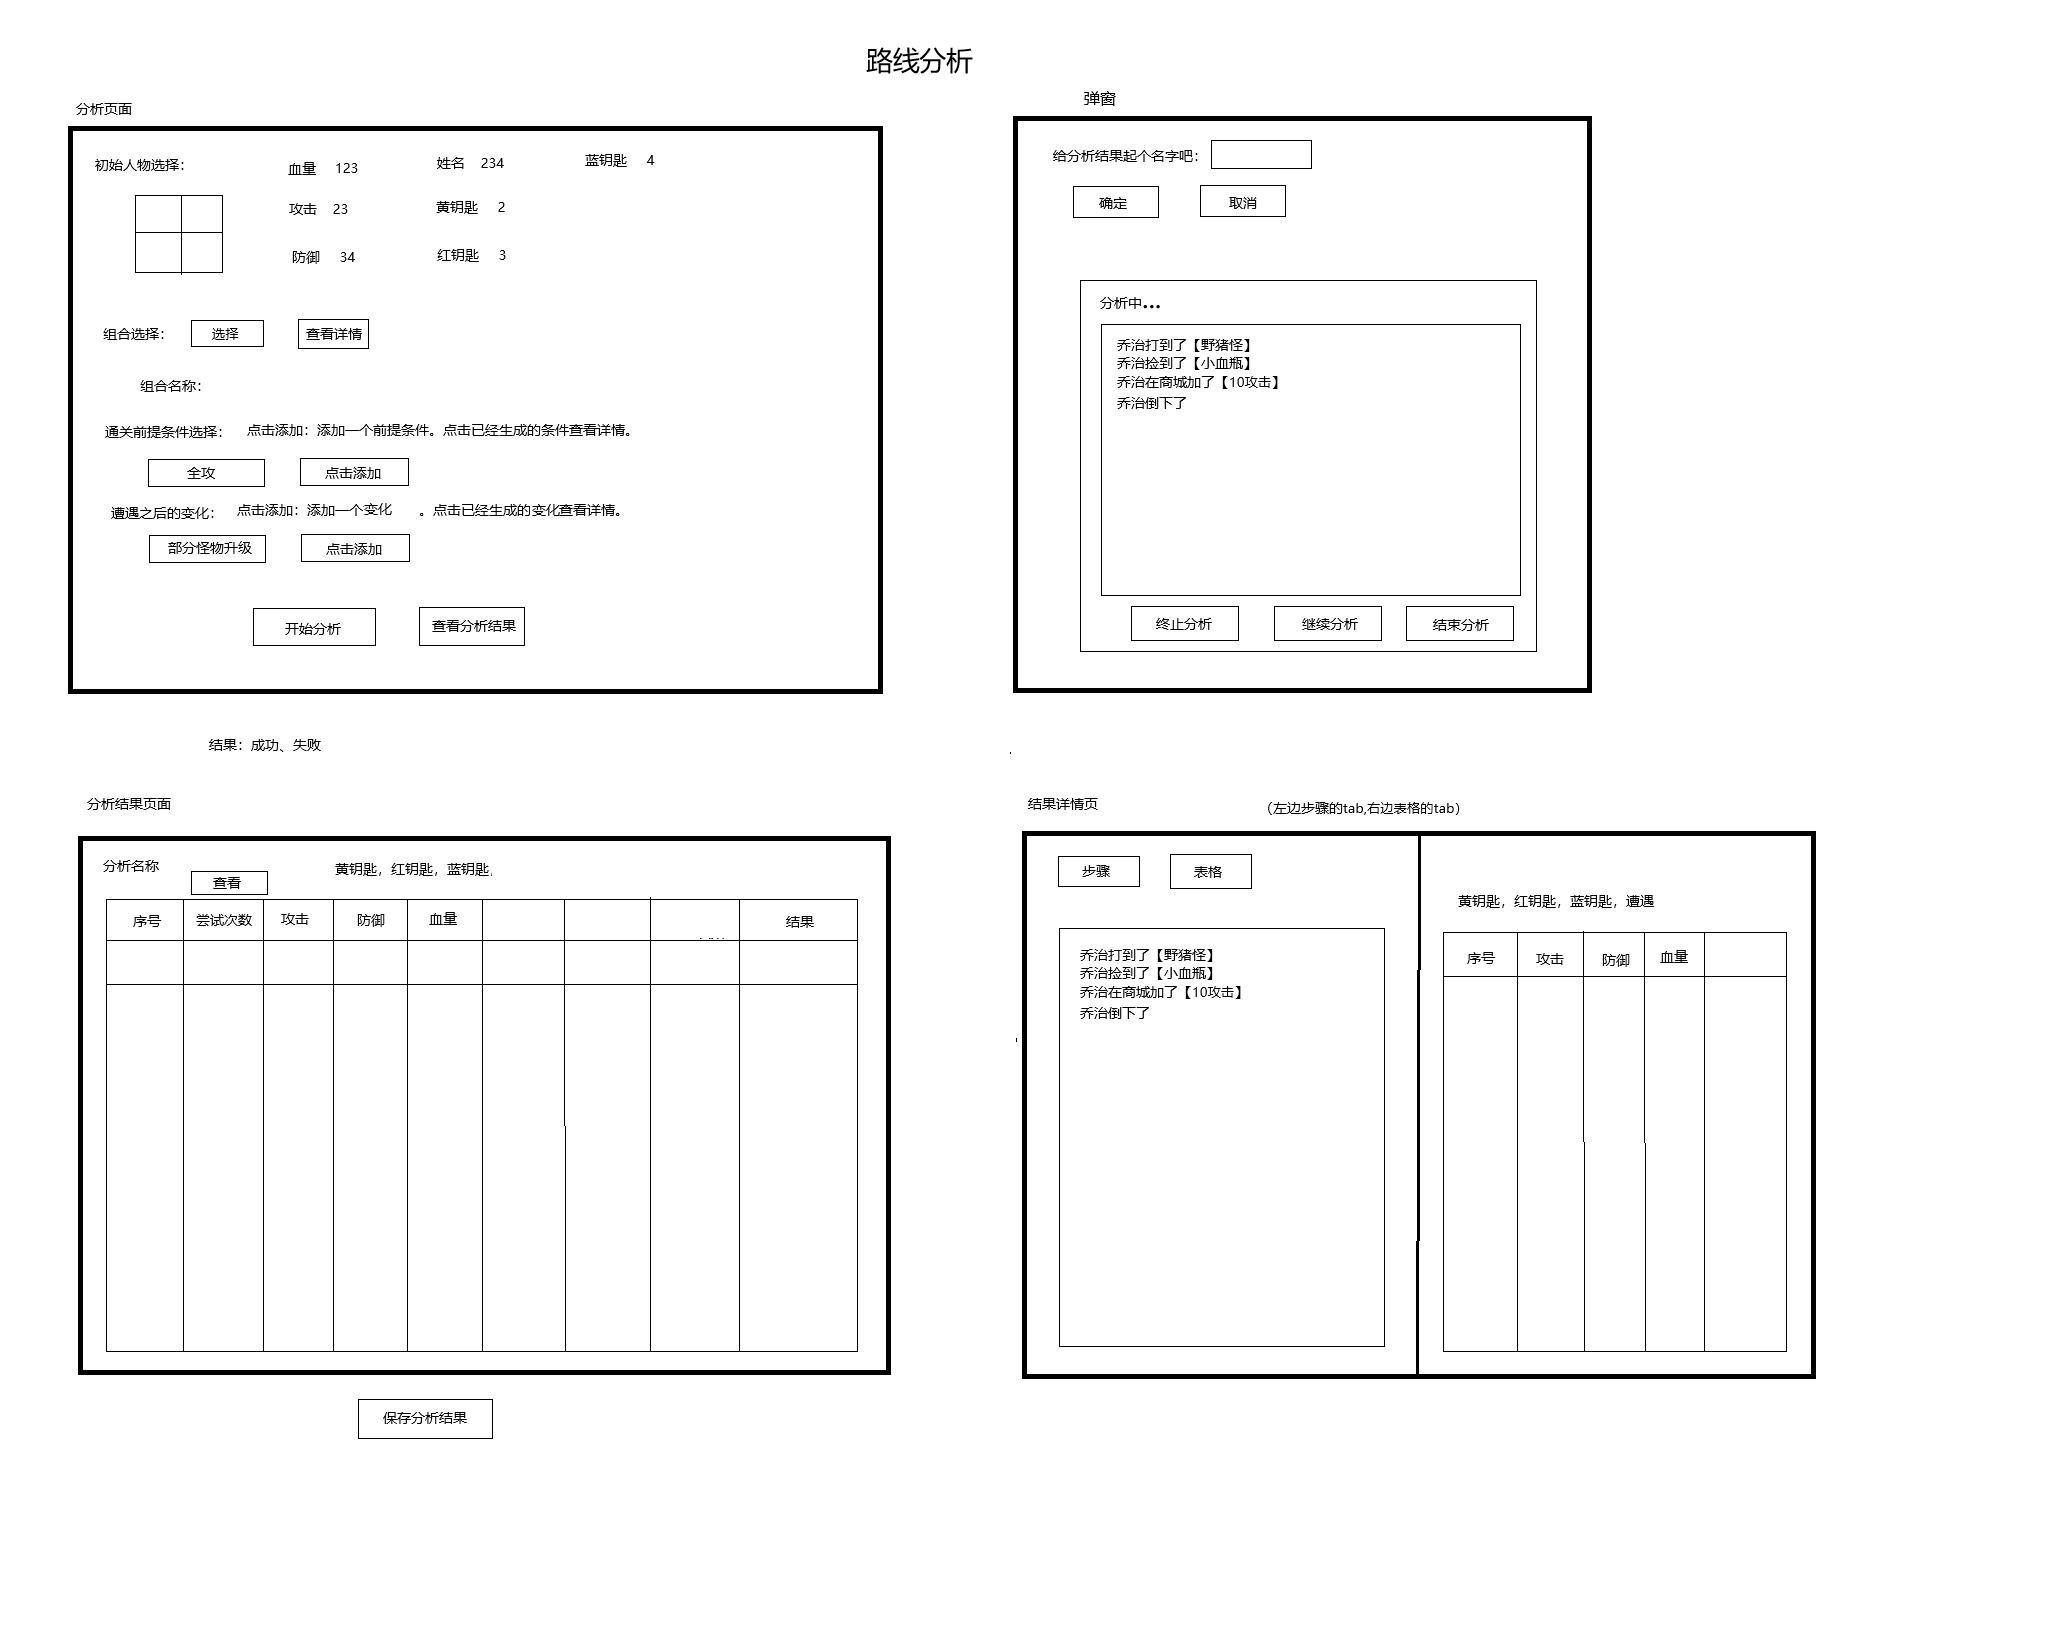 路线分析
分析页面
初始人物选择：
血量 123
姓名 234
蓝钥匙 4
攻击 23
黄钥匙 2
防御 34
红钥匙 3
组合选择：
选择
查看详情
组合名称：
通关前提条件选择： 点击添加：添加一个前提条件。点击已经生成的条件查看详情。
全攻
点击添加
遭遇之后的变化： 点击添加：添加一个变化 。点击已经生成的变化查看详情。
部分怪物升级
点击添加
开始分析
查看分析结果
弹窗
给分析结果起个名字吧：
确定
取消
分析中...
乔治打到了【野猪怪】
乔治捡到了【小血瓶】
乔治在商城加了【10攻击】
乔治倒下了
终止分析
继续分析
结束分析
结果：成功、失败
分析结果页面
分析名称
查看
黄钥匙，红钥匙，蓝钥匙
序号 尝试次数 攻击 防御 血量 结果
保存分析结果
结果详情页
（左边步骤的tab,右边表格的tab）
步骤
表格
乔治打到了【野猪怪】
乔治捡到了【小血瓶】
乔治在商城加了【10攻击】
乔治倒下了
黄钥匙，红钥匙，蓝钥匙，遭遇
序号 攻击 防御 血量